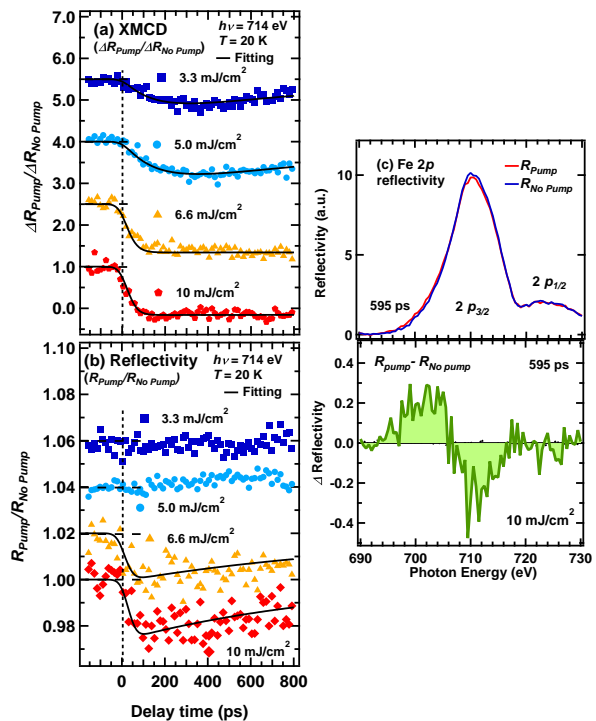 (a) XMCD
(ΔR_Pump/ΔR_No Pump)
hν = 714 eV
T = 20 K
— Fitting
3.3 mJ/cm²
5.0 mJ/cm²
6.6 mJ/cm²
10 mJ/cm²
6.0
5.0
4.0
3.0
2.0
1.0
0.0
ΔR_Pump/ΔR_No Pump
(b) Reflectivity
(R_Pump/R_No Pump)
hν = 714 eV
T = 20 K
— Fitting
3.3 mJ/cm²
5.0 mJ/cm²
6.6 mJ/cm²
10 mJ/cm²
1.10
1.08
1.06
1.04
1.02
1.00
0.98
R_Pump/R_No Pump
0 200 400 600 800
Delay time (ps)
(c) Fe 2p
reflectivity
R_Pump
R_No Pump
595 ps
2 p_3/2
2 p_1/2
10
5
0
Reflectivity (a.u.)
R_pump - R_No pump
595 ps
10 mJ/cm²
0.4
0.2
0.0
-0.2
-0.4
Δ Reflectivity
690 700 710 720 730
Photon Energy (eV)